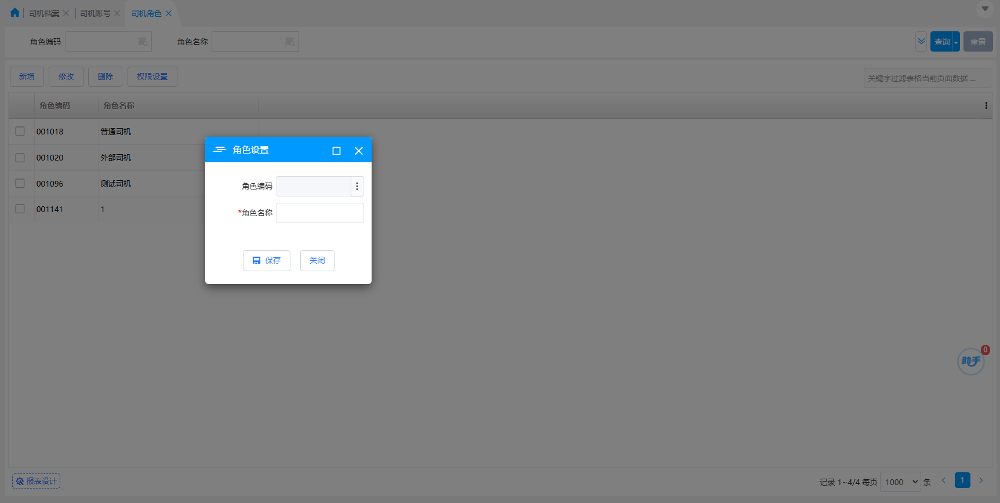 司机档案 司机账号 司机角色
角色编码 高 角色名称 高 查询 重置
新增 修改 删除 权限设置 关键字过滤表格当前页面数据 ...
角色编码 角色名称
001018 普通司机
001020 外部司机
001096 测试司机
001141 1
角色设置
角色编码
*角色名称
保存 关闭
0
助手
报表设计 记录 1~4/4 每页 1000 条 1